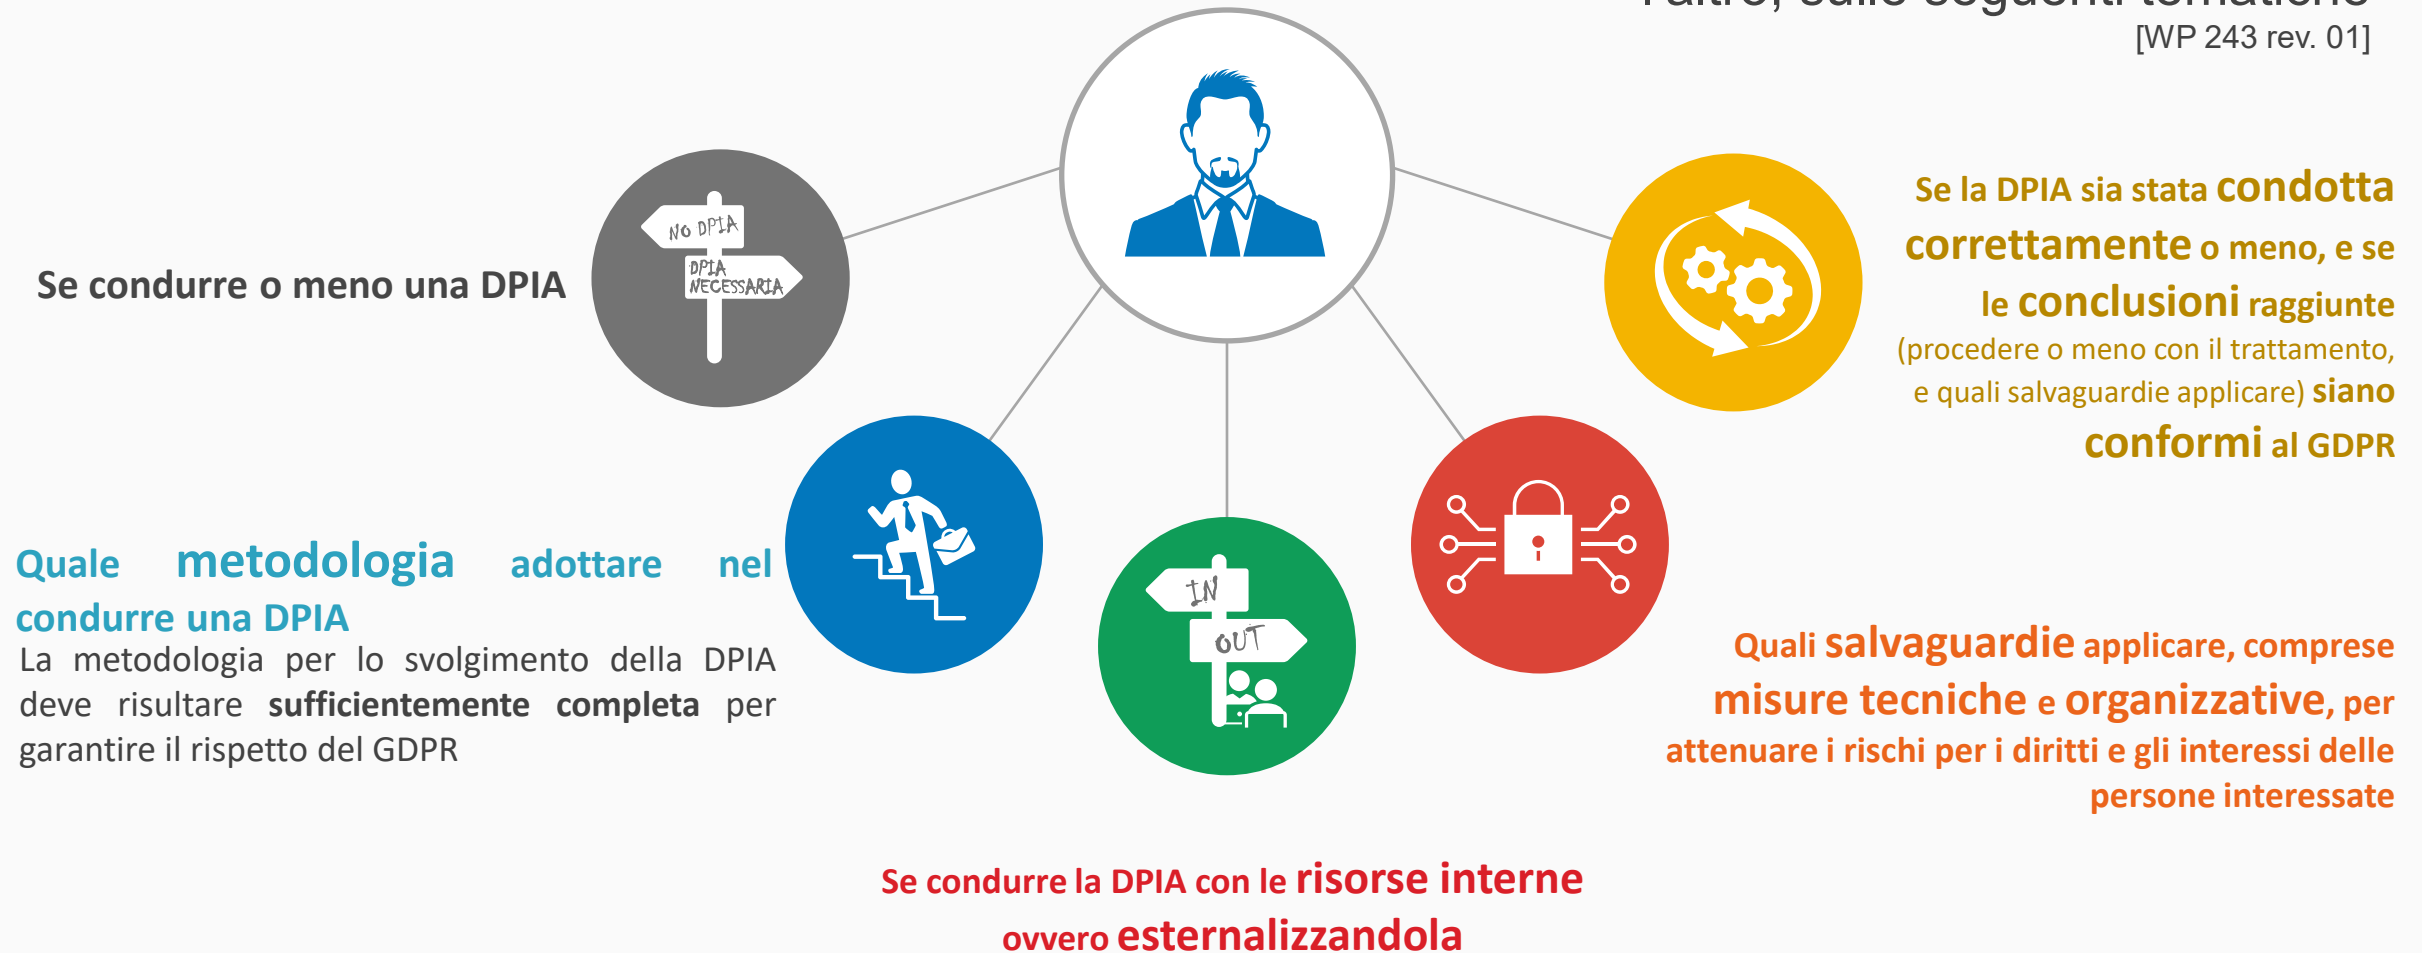 l'altro, sulle seguenti tematiche
[WP 243 rev. 01]
NO DPIA
DPIA
NECESSARIA
Se condurre o meno una DPIA
Se la DPIA sia stata condotta
correttamente o meno, e se
le conclusioni raggiunte
(procedere o meno con il trattamento,
e quali salvaguardie applicare) siano
conformi al GDPR
Quale metodologia adottare nel
condurre una DPIA
La metodologia per lo svolgimento della DPIA
deve risultare sufficientemente completa per
garantire il rispetto del GDPR
IN
OUT
Quali salvaguardie applicare, comprese
misure tecniche e organizzative, per
attenuare i rischi per i diritti e gli interessi delle
persone interessate
Se condurre la DPIA con le risorse interne
ovvero esternalizzandola